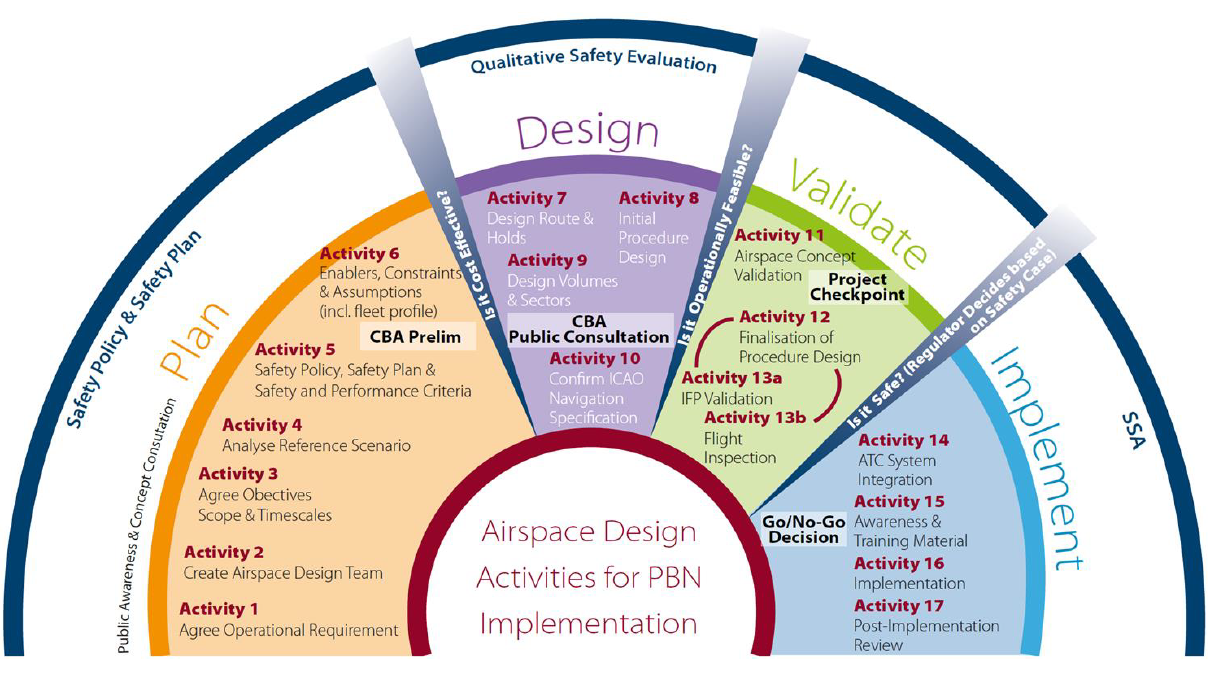 Safety Policy & Safety Plan
Public Awareness & Concept Consutation
Plan
Activity 1
Agree Operational Requirement
Activity 2
Create Airspace Design Team
Activity 3
Agree Obectives
Scope & Timescales
Activity 4
Analyse Reference Scenario
Activity 5
Safety Policy, Safety Plan &
Safety and Performance Criteria
Activity 6
Enablers, Constraints
& Assumptions
(incl. fleet profile)
CBA Prelim
Is it Cost Effective?
Qualitative Safety Evaluation
Design
Activity 7
Design Route &
Holds
Activity 8
Initial
Procedure
Design
Activity 9
Design Volumes
& Sectors
CBA
Public Consultation
Activity 10
Confirm ICAO
Navigation
Specification
Is it Operationally Feasible?
Validate
Activity 11
Airspace Concept
Validation
Project
Checkpoint
Activity 12
Finalisation of
Procedure Design
Activity 13a
IFP Validation
Activity 13b
Flight
Inspection
Is it Safe? (Regulator Decides based
on Safety Case)
Implement
SSA
Activity 14
ATC System
Integration
Activity 15
Awareness &
Training Material
Go/No-Go
Decision
Activity 16
Implementation
Activity 17
Post-Implementation
Review
Airspace Design
Activities for PBN
Implementation